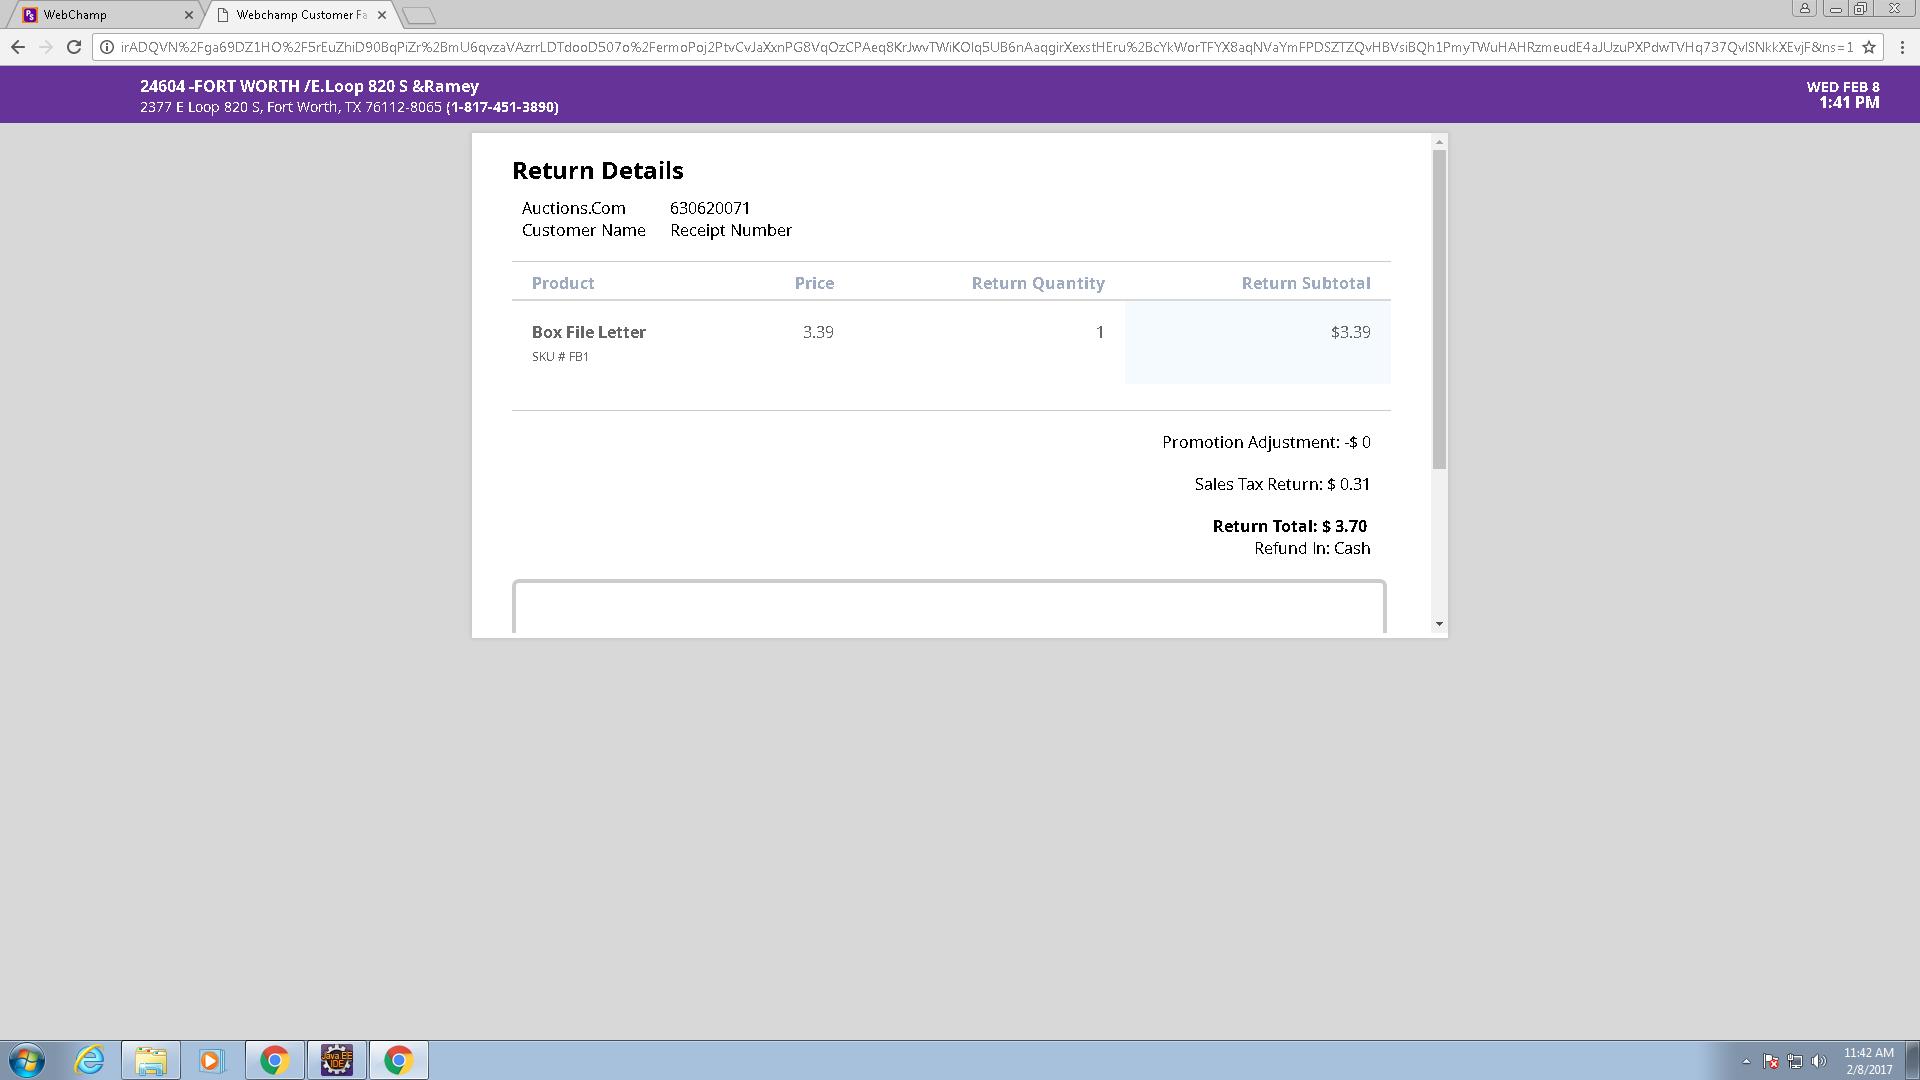 WebChamp
Webchamp Customer Fa
irADQVN%2Fga69DZ1HO%2F5rEuZhiD90BqPiZr%2BmU6qvzaVAzrrLDTdooD507o%2FermoPoj2PtvCvJaXxnPG8VqOzCPAeq8KrJwvTWiKOlq5UB6nAaqgirXexstHEru%2BcYkWorTFYX8aqNVaYmFPDSZTZQvHBVsiBQh1PmyTWuHAHRzmeudE4aJUzuPXPdwTVHq737QvlSNkkXEvjF&ns=1
24604 -FORT WORTH /E.Loop 820 S &Ramey
2377 E Loop 820 S, Fort Worth, TX 76112-8065 (1-817-451-3890)
WED FEB 8
1:41 PM
Return Details
Auctions.Com 630620071
Customer Name Receipt Number
Product Price Return Quantity Return Subtotal
Box File Letter 3.39 1 $3.39
SKU # FB1
Promotion Adjustment: -$ 0
Sales Tax Return: $ 0.31
Return Total: $ 3.70
Refund In: Cash
Java EE
IDE
11:42 AM
2/8/2017